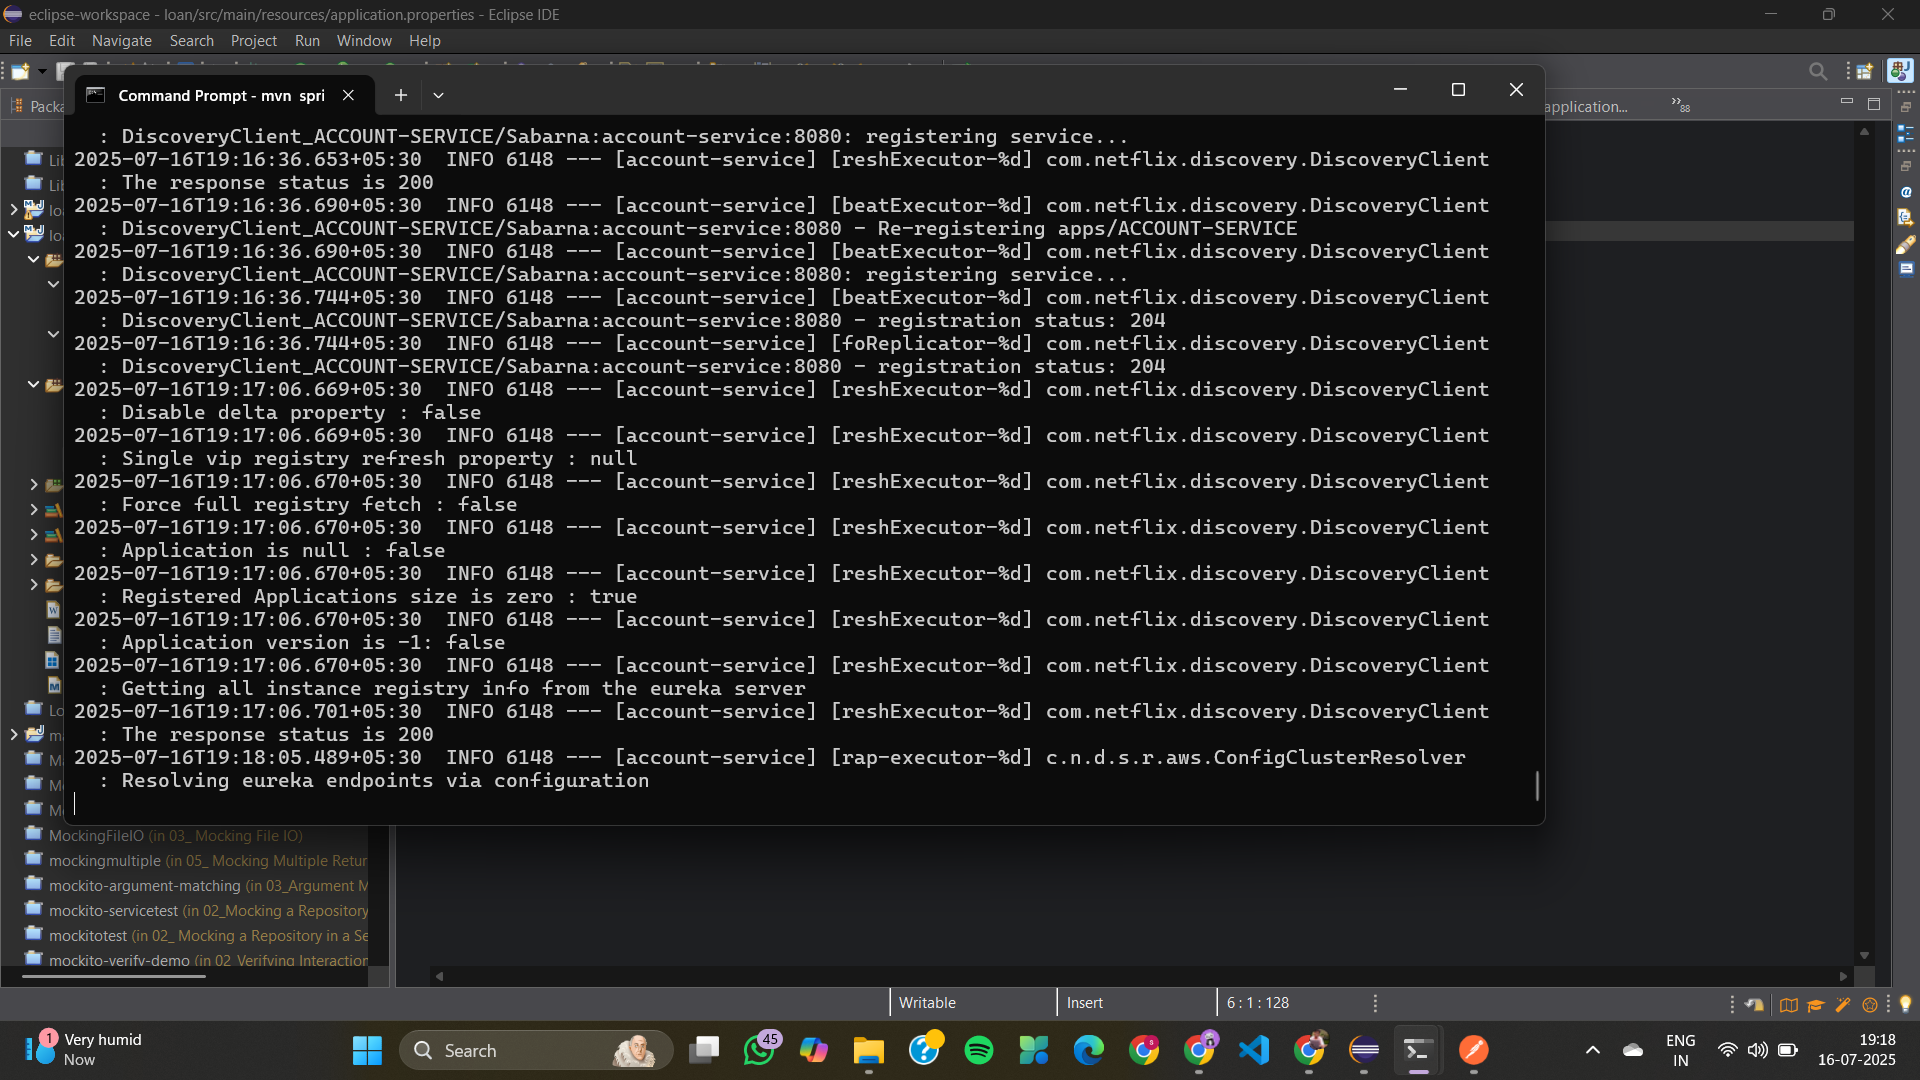 eclipse-workspace - loan/src/main/resources/application.properties - Eclipse IDE
File Edit Navigate Search Project Run Window Help
Command Prompt - mvn spri
Packa
application...
»88
: DiscoveryClient_ACCOUNT-SERVICE/Sabarna:account-service:8080: registering service...
2025-07-16T19:16:36.653+05:30  INFO 6148 --- [account-service] [reshExecutor-%d] com.netflix.discovery.DiscoveryClient
: The response status is 200
2025-07-16T19:16:36.690+05:30  INFO 6148 --- [account-service] [beatExecutor-%d] com.netflix.discovery.DiscoveryClient
: DiscoveryClient_ACCOUNT-SERVICE/Sabarna:account-service:8080 - Re-registering apps/ACCOUNT-SERVICE
2025-07-16T19:16:36.690+05:30  INFO 6148 --- [account-service] [beatExecutor-%d] com.netflix.discovery.DiscoveryClient
: DiscoveryClient_ACCOUNT-SERVICE/Sabarna:account-service:8080: registering service...
2025-07-16T19:16:36.744+05:30  INFO 6148 --- [account-service] [beatExecutor-%d] com.netflix.discovery.DiscoveryClient
: DiscoveryClient_ACCOUNT-SERVICE/Sabarna:account-service:8080 - registration status: 204
2025-07-16T19:16:36.744+05:30  INFO 6148 --- [account-service] [foReplicator-%d] com.netflix.discovery.DiscoveryClient
: DiscoveryClient_ACCOUNT-SERVICE/Sabarna:account-service:8080 - registration status: 204
2025-07-16T19:17:06.669+05:30  INFO 6148 --- [account-service] [reshExecutor-%d] com.netflix.discovery.DiscoveryClient
: Disable delta property : false
2025-07-16T19:17:06.669+05:30  INFO 6148 --- [account-service] [reshExecutor-%d] com.netflix.discovery.DiscoveryClient
: Single vip registry refresh property : null
2025-07-16T19:17:06.670+05:30  INFO 6148 --- [account-service] [reshExecutor-%d] com.netflix.discovery.DiscoveryClient
: Force full registry fetch : false
2025-07-16T19:17:06.670+05:30  INFO 6148 --- [account-service] [reshExecutor-%d] com.netflix.discovery.DiscoveryClient
: Application is null : false
2025-07-16T19:17:06.670+05:30  INFO 6148 --- [account-service] [reshExecutor-%d] com.netflix.discovery.DiscoveryClient
: Registered Applications size is zero : true
2025-07-16T19:17:06.670+05:30  INFO 6148 --- [account-service] [reshExecutor-%d] com.netflix.discovery.DiscoveryClient
: Application version is -1: false
2025-07-16T19:17:06.670+05:30  INFO 6148 --- [account-service] [reshExecutor-%d] com.netflix.discovery.DiscoveryClient
: Getting all instance registry info from the eureka server
2025-07-16T19:17:06.701+05:30  INFO 6148 --- [account-service] [reshExecutor-%d] com.netflix.discovery.DiscoveryClient
: The response status is 200
2025-07-16T19:18:05.489+05:30  INFO 6148 --- [account-service] [rap-executor-%d] c.n.d.s.r.aws.ConfigClusterResolver
: Resolving eureka endpoints via configuration
MockingFileIO (in 03_ Mocking File IO)
mockingmultiple (in 05_ Mocking Multiple Retur
mockito-argument-matching (in 03_Argument M
mockito-servicetest (in 02_Mocking a Repository
mockitotest (in 02_ Mocking a Repository in a Se
mockito-verify-demo (in 02_Verifying Interaction
Writable
Insert
6 : 1 : 128
1
Very humid
Now
Search
45
ENG
IN
19:18
16-07-2025